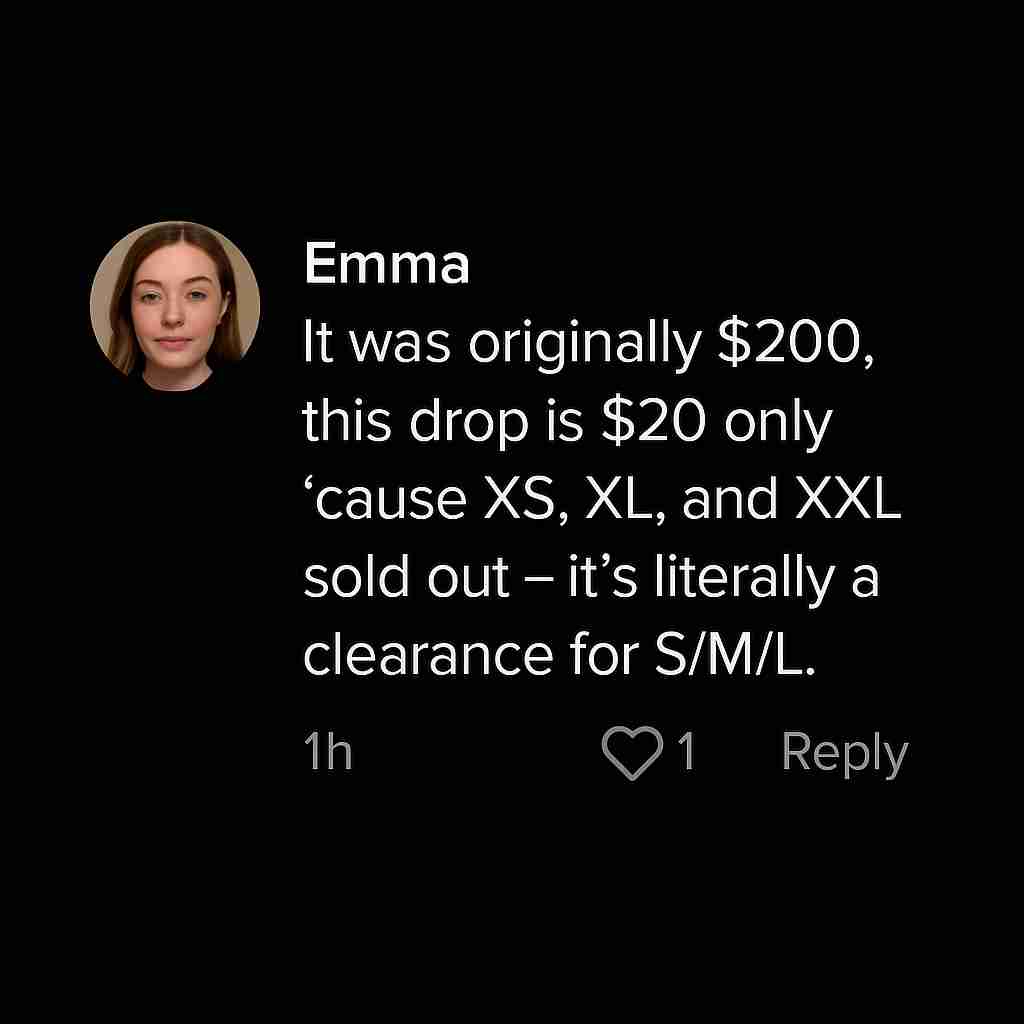 Emma
It was originally $200,
this drop is $20 only
‘cause XS, XL, and XXL
sold out – it’s literally a
clearance for S/M/L.
1h 1 Reply